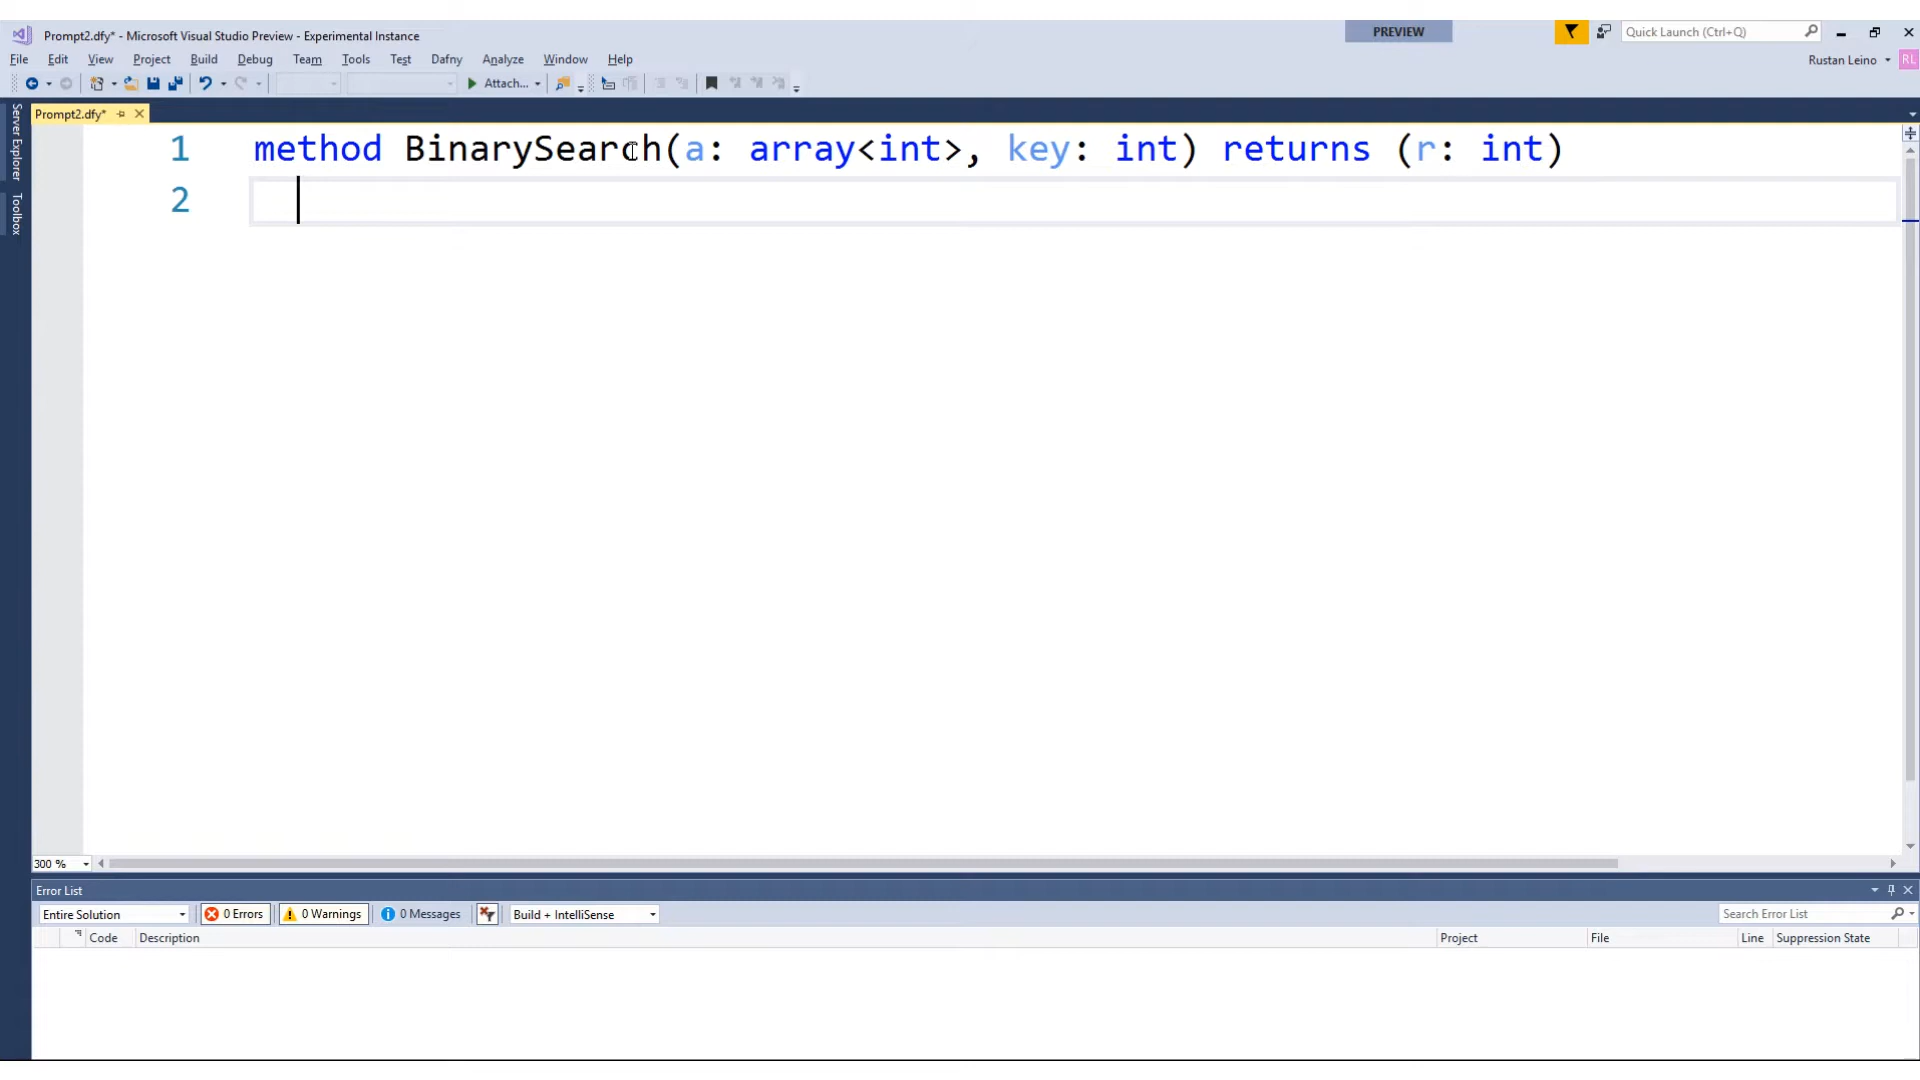 Prompt2.dfy* - Microsoft Visual Studio Preview - Experimental Instance
PREVIEW
Quick Launch (Ctrl+Q)
File Edit View Project Build Debug Team Tools Test Dafny Analyze Window Help
Rustan Leino
RL
Attach...
Server Explorer
Toolbox
Prompt2.dfy*
1 method BinarySearch(a: array<int>, key: int) returns (r: int)
2
300 %
Error List
Entire Solution 0 Errors 0 Warnings 0 Messages Build + IntelliSense Search Error List
Code Description Project File Line Suppression State